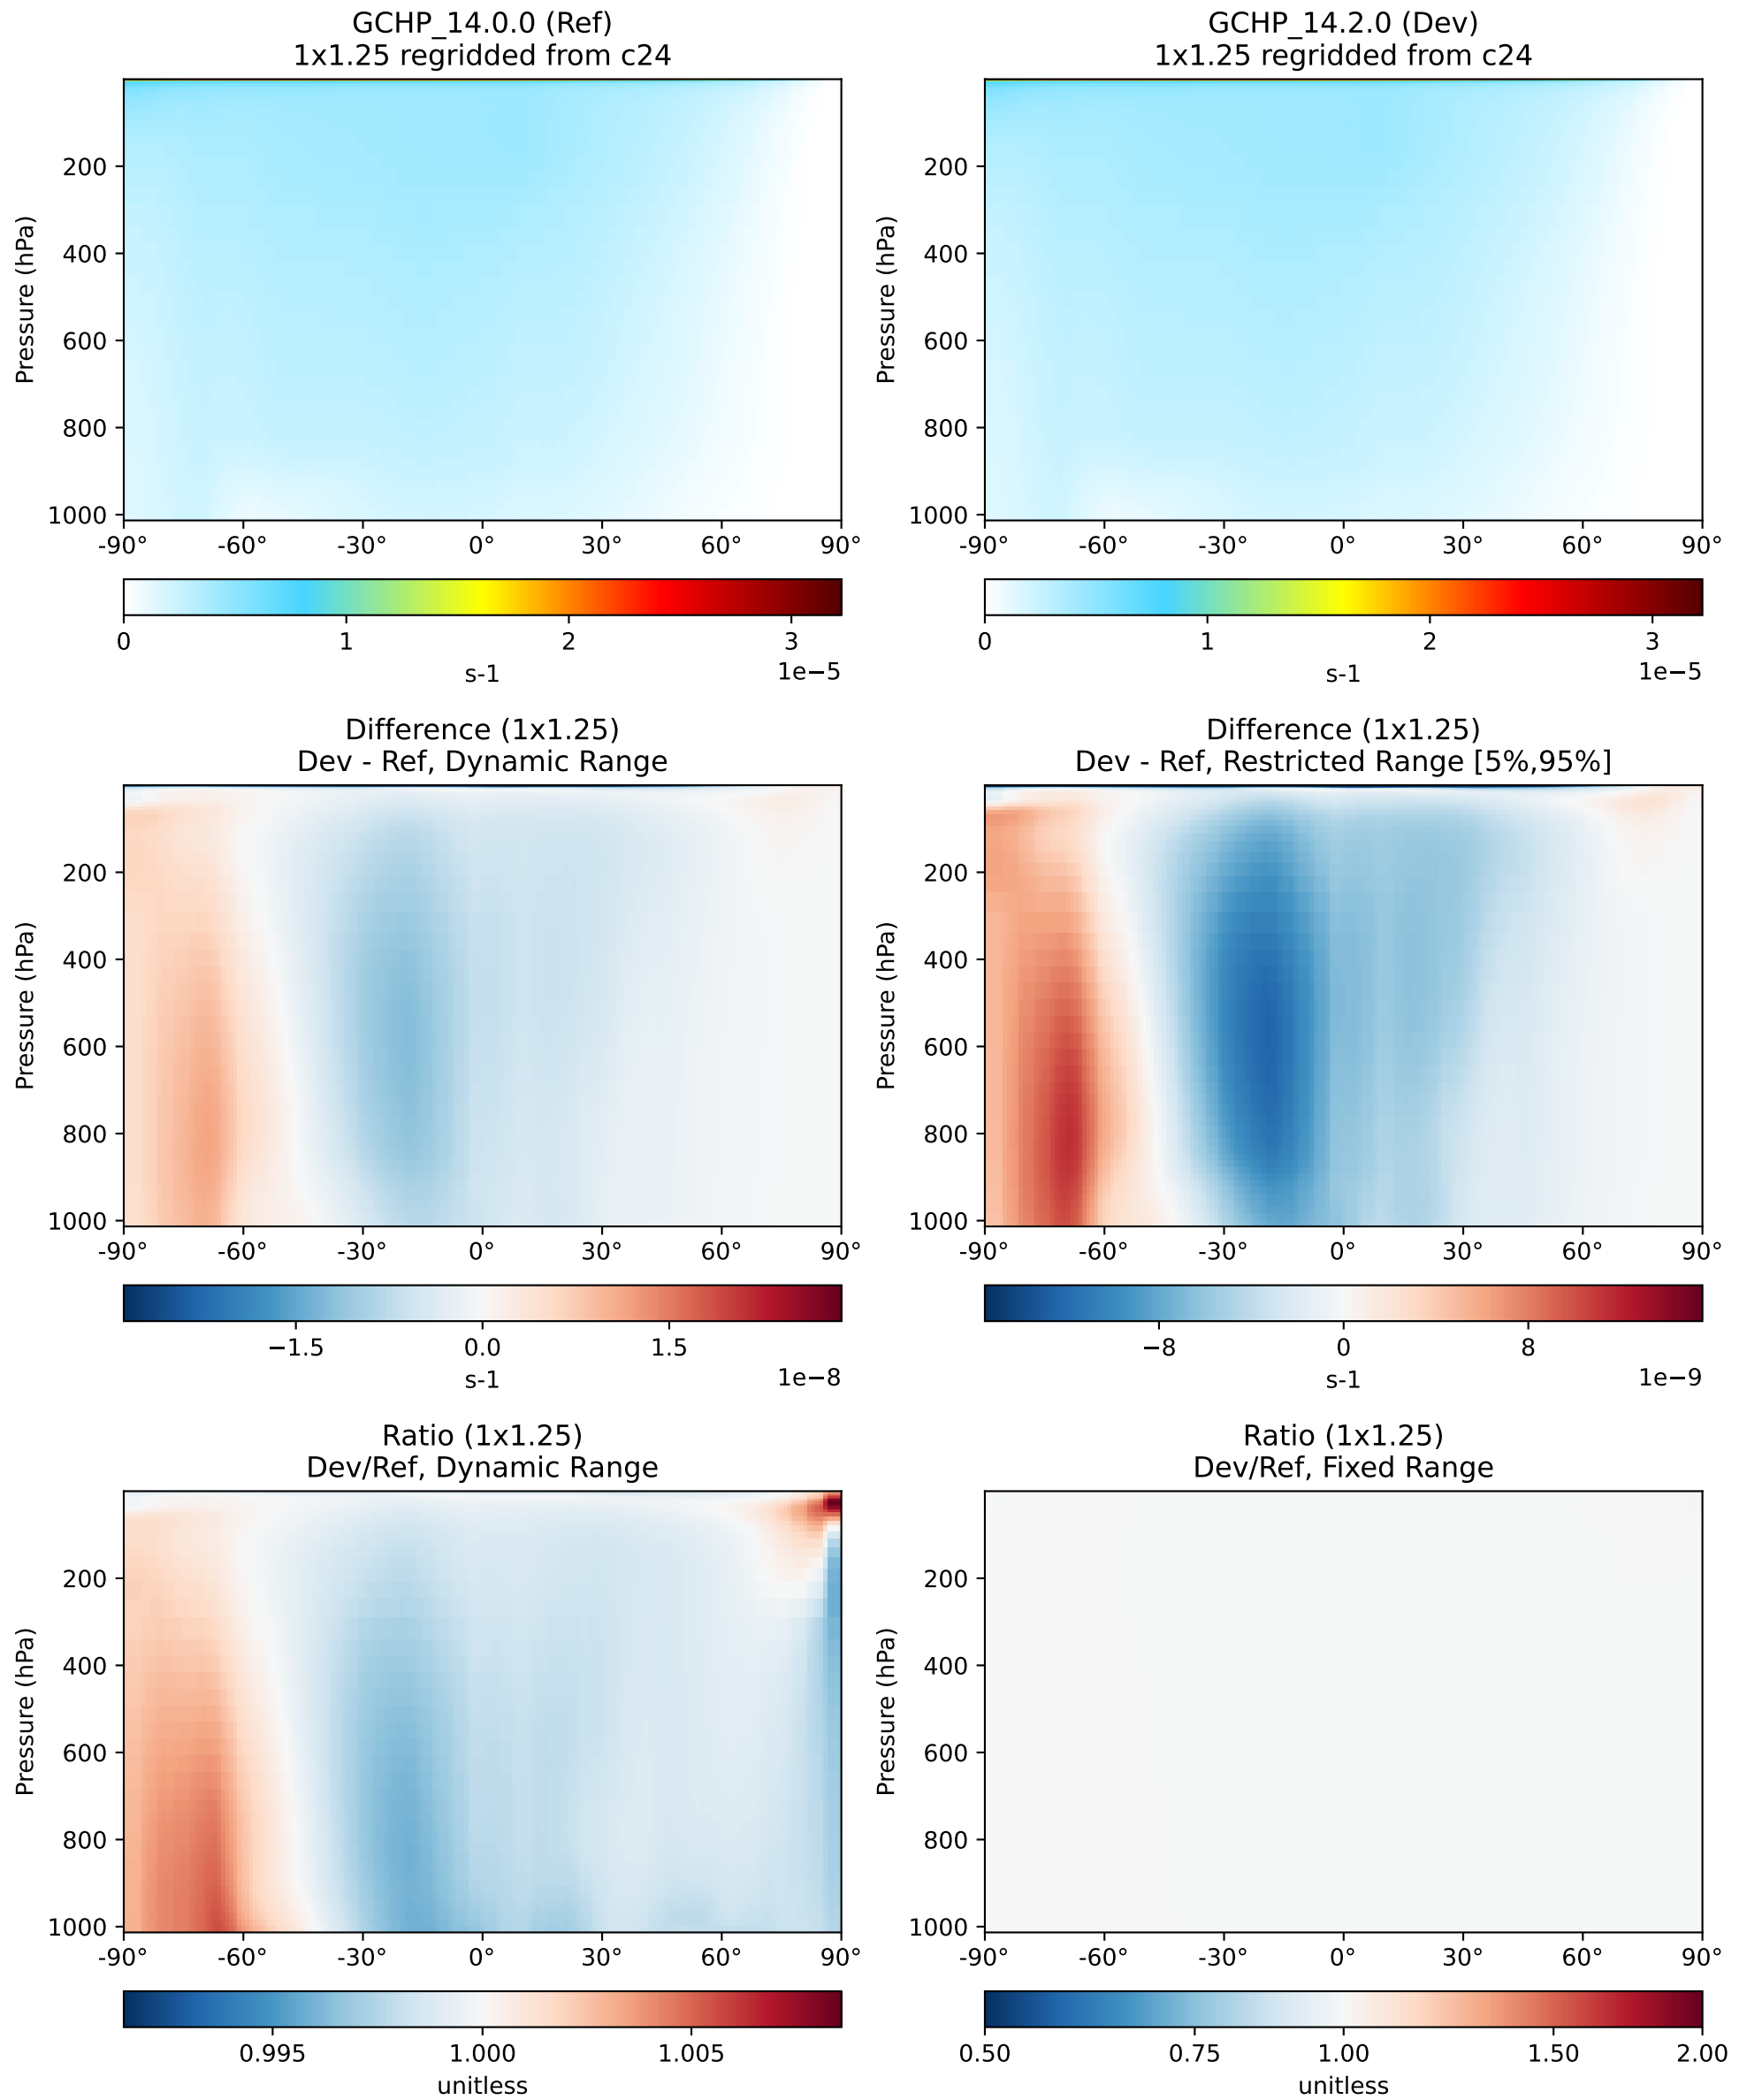 GCHP_14.0.0 (Ref)
1x1.25 regridded from c24
Pressure (hPa)
200
400
600
800
1000
-90° -60° -30° 0° 30° 60° 90°
0 1 2 3
1e−5
s-1
GCHP_14.2.0 (Dev)
1x1.25 regridded from c24
Pressure (hPa)
200
400
600
800
1000
-90° -60° -30° 0° 30° 60° 90°
0 1 2 3
1e−5
s-1
Difference (1x1.25)
Dev - Ref, Dynamic Range
Pressure (hPa)
200
400
600
800
1000
-90° -60° -30° 0° 30° 60° 90°
−1.5 0.0 1.5
1e−8
s-1
Difference (1x1.25)
Dev - Ref, Restricted Range [5%,95%]
Pressure (hPa)
200
400
600
800
1000
-90° -60° -30° 0° 30° 60° 90°
−8 0 8
1e−9
s-1
Ratio (1x1.25)
Dev/Ref, Dynamic Range
Pressure (hPa)
200
400
600
800
1000
-90° -60° -30° 0° 30° 60° 90°
0.995 1.000 1.005
unitless
Ratio (1x1.25)
Dev/Ref, Fixed Range
Pressure (hPa)
200
400
600
800
1000
-90° -60° -30° 0° 30° 60° 90°
0.50 0.75 1.00 1.50 2.00
unitless